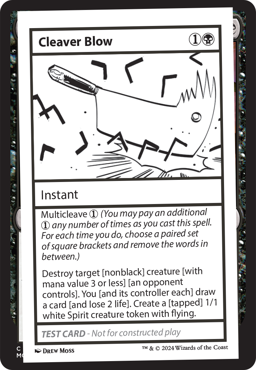 Cleaver Blow ①
Instant
Multicleave ① (You may pay an additional
① any number of times as you cast this spell.
For each time you do, choose a paired set
of square brackets and remove the words in
between.)
Destroy target [nonblack] creature [with
mana value 3 or less] [an opponent
controls]. You [and its controller each] draw
a card [and lose 2 life]. Create a [tapped] 1/1
white Spirit creature token with flying.
TEST CARD - Not for constructed play
DREW MOSS ™ & © 2024 Wizards of the Coast